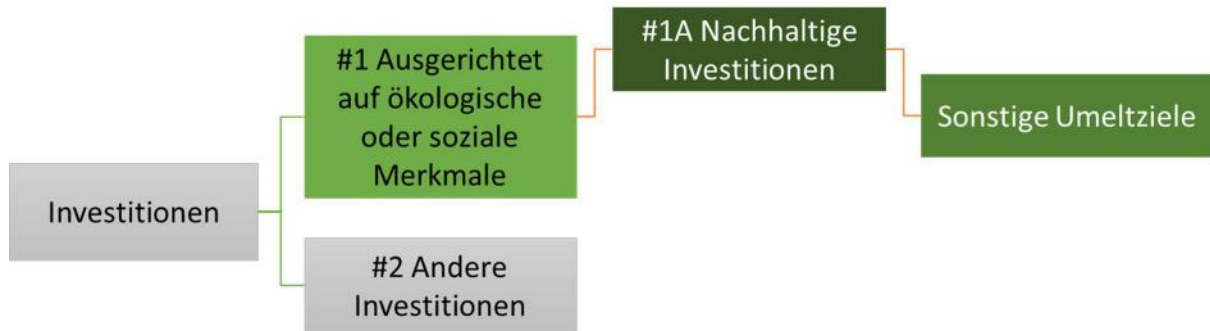 Investitionen
#1 Ausgerichtet
auf ökologische
oder soziale
Merkmale
#2 Andere
Investitionen
#1A Nachhaltige
Investitionen
Sonstige Umeltziele